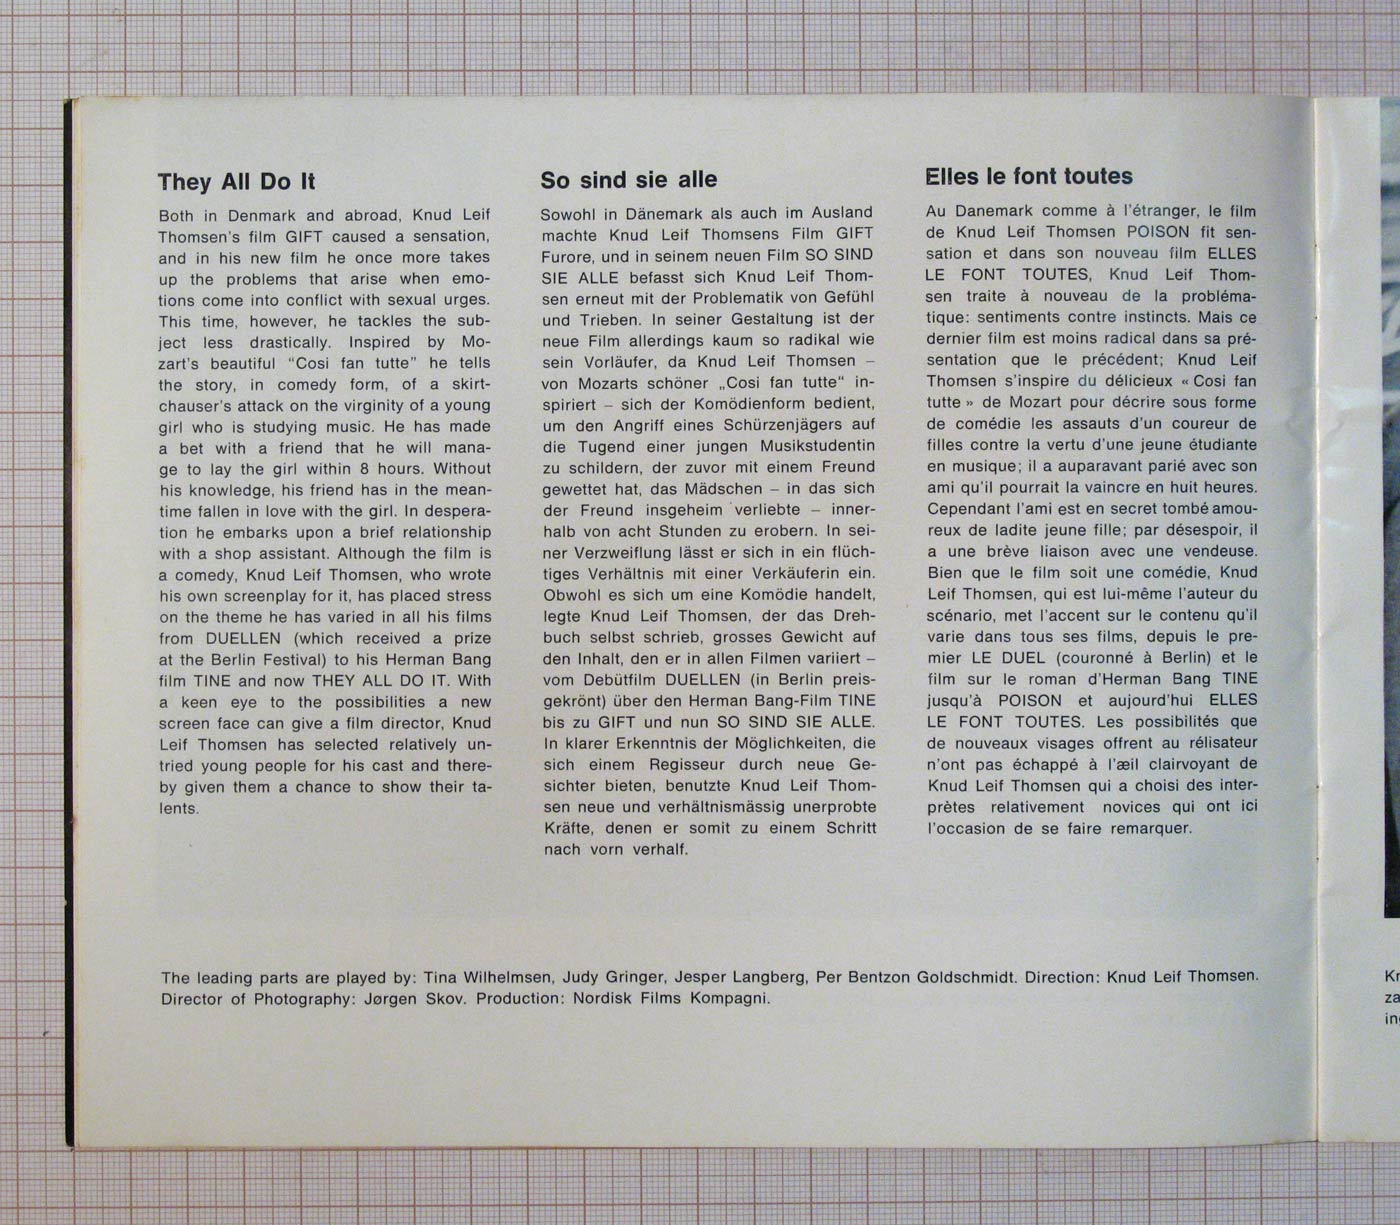 They All Do It
Both in Denmark and abroad, Knud Leif
Thomsen's film GIFT caused a sensation,
and in his new film he once more takes
up the problems that arise when emo-
tions come into conflict with sexual urges.
This time, however, he tackles the sub-
ject less drastically. Inspired by Mo-
zart's beautiful “Cosi fan tutte” he tells
the story, in comedy form, of a skirt-
chauser's attack on the virginity of a young
girl who is studying music. He has made
a bet with a friend that he will mana-
ge to lay the girl within 8 hours. Without
his knowledge, his friend has in the mean-
time fallen in love with the girl. In despera-
tion he embarks upon a brief relationship
with a shop assistant. Although the film is
a comedy, Knud Leif Thomsen, who wrote
his own screenplay for it, has placed stress
on the theme he has varied in all his films
from DUELLEN (which received a prize
at the Berlin Festival) to his Herman Bang
film TINE and now THEY ALL DO IT. With
a keen eye to the possibilities a new
screen face can give a film director, Knud
Leif Thomsen has selected relatively un-
tried young people for his cast and there-
by given them a chance to show their ta-
lents.
So sind sie alle
Sowohl in Dänemark als auch im Ausland
machte Knud Leif Thomsens Film GIFT
Furore, und in seinem neuen Film SO SIND
SIE ALLE befasst sich Knud Leif Thom-
sen erneut mit der Problematik von Gefühl
und Trieben. In seiner Gestaltung ist der
neue Film allerdings kaum so radikal wie
sein Vorläufer, da Knud Leif Thomsen –
von Mozarts schöner „Cosi fan tutte“ in-
spiriert – sich der Komödienform bedient,
um den Angriff eines Schürzenjägers auf
die Tugend einer jungen Musikstudentin
zu schildern, der zuvor mit einem Freund
gewettet hat, das Mädschen – in das sich
der Freund insgeheim verliebte – inner-
halb von acht Stunden zu erobern. In sei-
ner Verzweiflung lässt er sich in ein flüch-
tiges Verhältnis mit einer Verkäuferin ein.
Obwohl es sich um eine Komödie handelt,
legte Knud Leif Thomsen, der das Dreh-
buch selbst schrieb, grosses Gewicht auf
den Inhalt, den er in allen Filmen variiert –
vom Debütfilm DUELLEN (in Berlin preis-
gekrönt) über den Herman Bang-Film TINE
bis zu GIFT und nun SO SIND SIE ALLE.
In klarer Erkenntnis der Möglichkeiten, die
sich einem Regisseur durch neue Ge-
sichter bieten, benutzte Knud Leif Thom-
sen neue und verhältnismässig unerprobte
Kräfte, denen er somit zu einem Schritt
nach vorn verhalf.
Elles le font toutes
Au Danemark comme à l'étranger, le film
de Knud Leif Thomsen POISON fit sen-
sation et dans son nouveau film ELLES
LE FONT TOUTES, Knud Leif Thom-
sen traite à nouveau de la probléma-
tique: sentiments contre instincts. Mais ce
dernier film est moins radical dans sa pré-
sentation que le précédent; Knud Leif
Thomsen s'inspire du délicieux « Cosi fan
tutte » de Mozart pour décrire sous forme
de comédie les assauts d'un coureur de
filles contre la vertu d'une jeune étudiante
en musique; il a auparavant parié avec son
ami qu'il pourrait la vaincre en huit heures.
Cependant l'ami est en secret tombé amou-
reux de ladite jeune fille; par désespoir, il
a une brève liaison avec une vendeuse.
Bien que le film soit une comédie, Knud
Leif Thomsen, qui est lui-même l'auteur du
scénario, met l'accent sur le contenu qu'il
varie dans tous ses films, depuis le pre-
mier LE DUEL (couronné à Berlin) et le
film sur le roman d'Herman Bang TINE
jusqu'à POISON et aujourd'hui ELLES
LE FONT TOUTES. Les possibilités que
de nouveaux visages offrent au rélisateur
n'ont pas échappé à l'æil clairvoyant de
Knud Leif Thomsen qui a choisi des inter-
prètes relativement novices qui ont ici
l'occasion de se faire remarquer.
The leading parts are played by: Tina Wilhelmsen, Judy Gringer, Jesper Langberg, Per Bentzon Goldschmidt. Direction: Knud Leif Thomsen.
Director of Photography: Jørgen Skov. Production: Nordisk Films Kompagni.